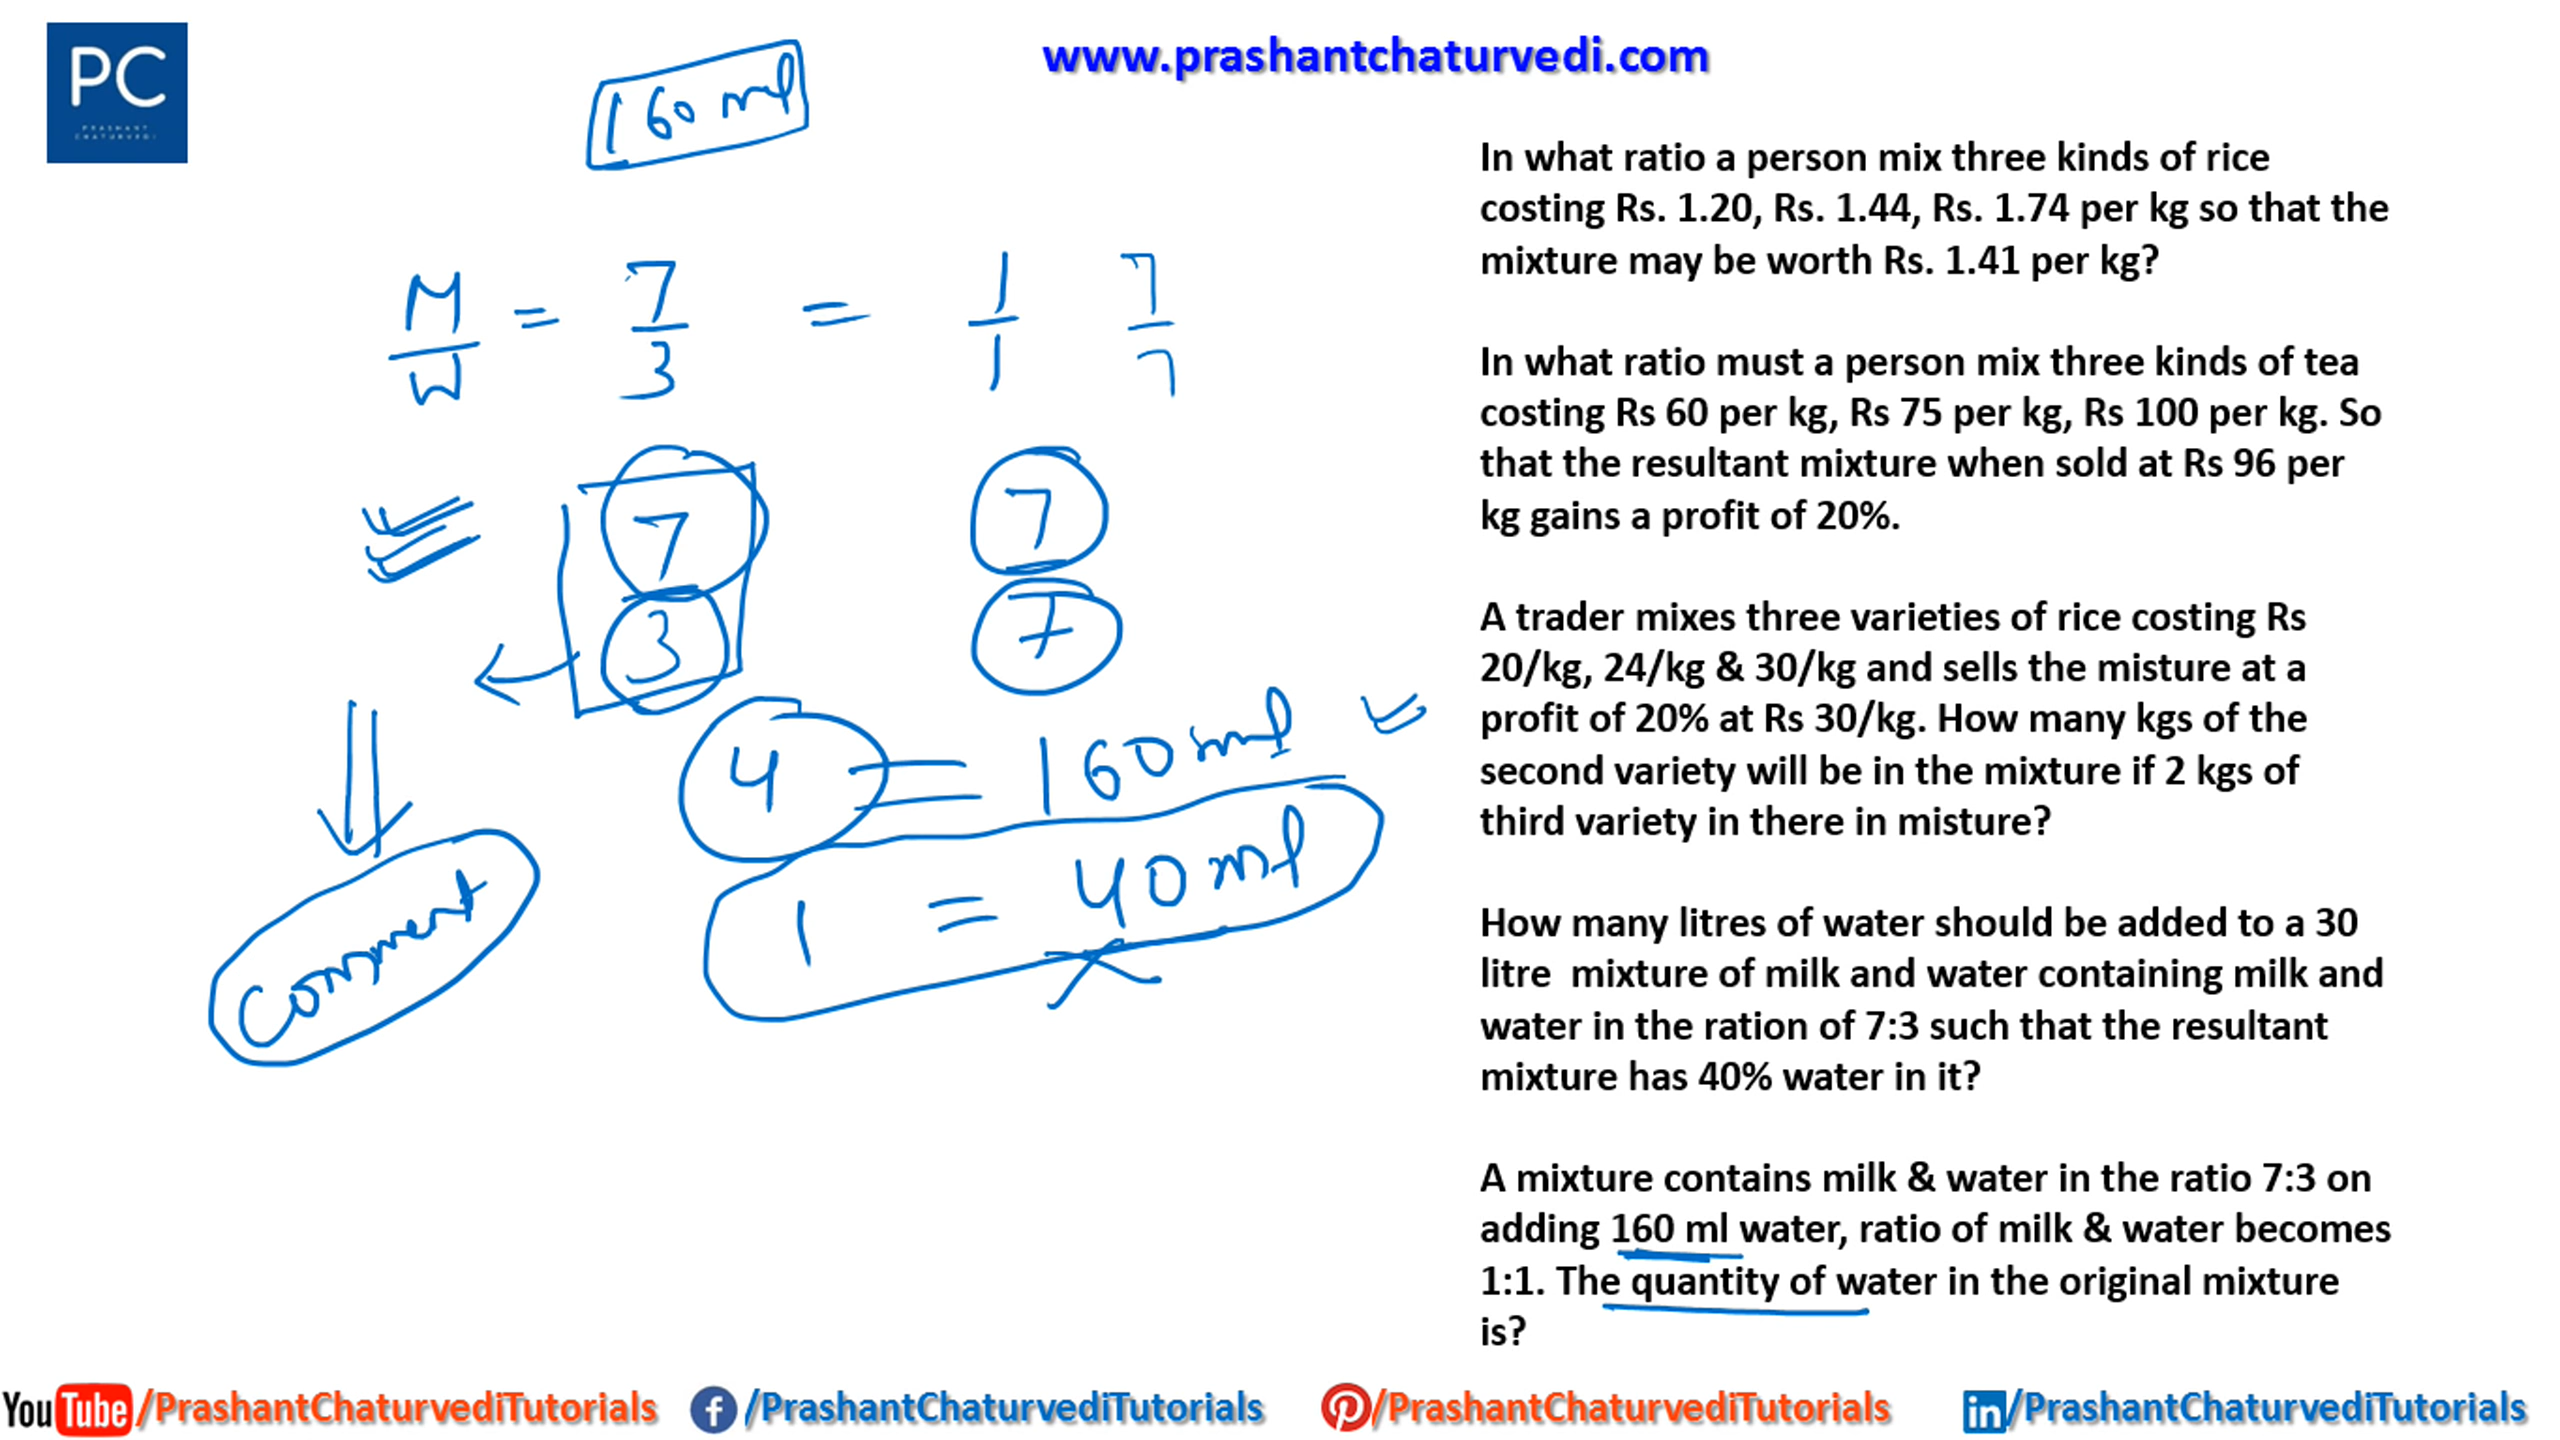 PC
PRASHANT
CHATURVEDI
www.prashantchaturvedi.com
160 ml
M/W = 7/3 = 1/1 7/7
7 7
3 7
4 = 160 ml
1 = 40 ml
Comment
In what ratio a person mix three kinds of rice
costing Rs. 1.20, Rs. 1.44, Rs. 1.74 per kg so that the
mixture may be worth Rs. 1.41 per kg?
In what ratio must a person mix three kinds of tea
costing Rs 60 per kg, Rs 75 per kg, Rs 100 per kg. So
that the resultant mixture when sold at Rs 96 per
kg gains a profit of 20%.
A trader mixes three varieties of rice costing Rs
20/kg, 24/kg & 30/kg and sells the misture at a
profit of 20% at Rs 30/kg. How many kgs of the
second variety will be in the mixture if 2 kgs of
third variety in there in misture?
How many litres of water should be added to a 30
litre mixture of milk and water containing milk and
water in the ration of 7:3 such that the resultant
mixture has 40% water in it?
A mixture contains milk & water in the ratio 7:3 on
adding 160 ml water, ratio of milk & water becomes
1:1. The quantity of water in the original mixture
is?
YouTube/PrashantChaturvediTutorials f/PrashantChaturvediTutorials /PrashantChaturvediTutorials in/PrashantChaturvediTutorials